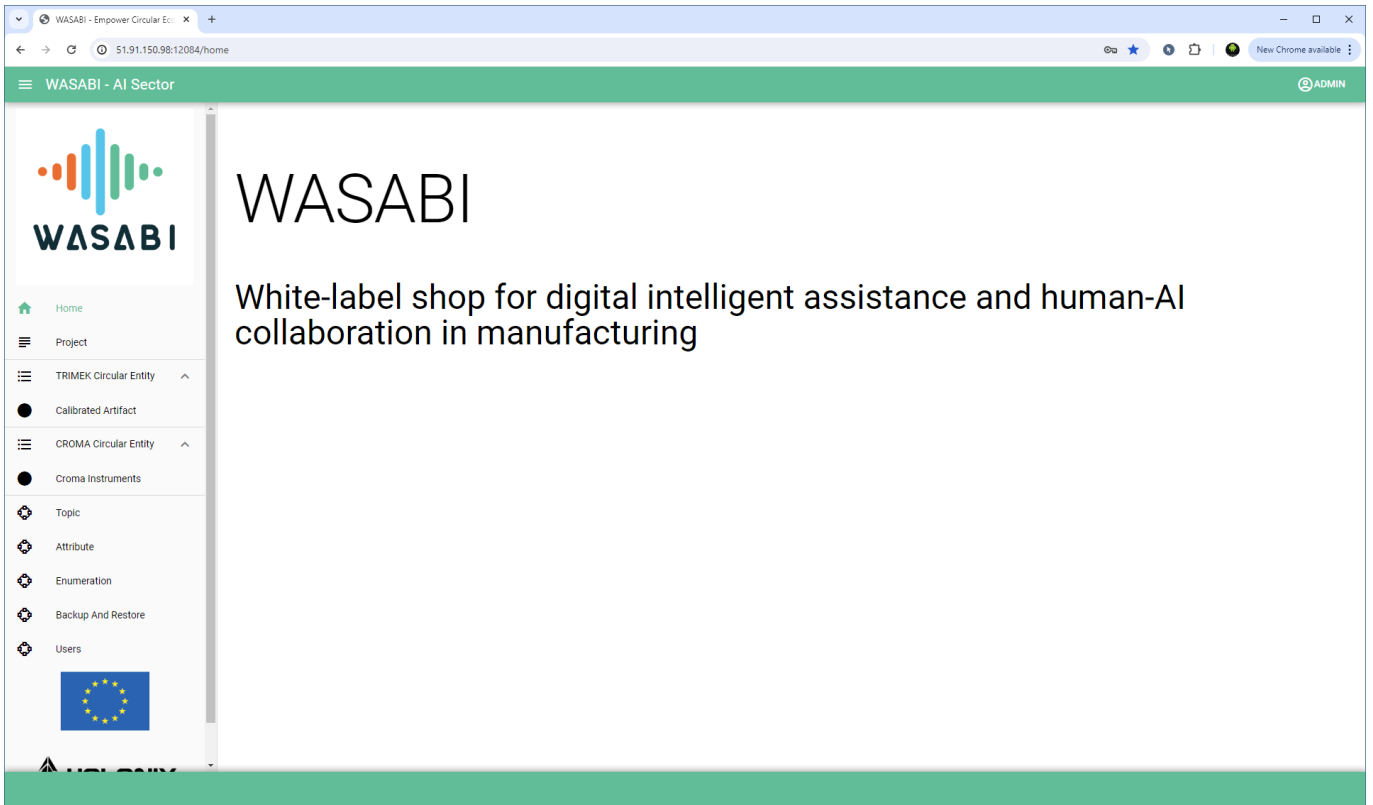 WASABI - Empower Circular Ec
51.91.150.98:12084/home
New Chrome available
WASABI - AI Sector
ADMIN
WASABI
Home
Project
TRIMEK Circular Entity
Calibrated Artifact
CROMA Circular Entity
Croma Instruments
Topic
Attribute
Enumeration
Backup And Restore
Users
WASABI
White-label shop for digital intelligent assistance and human-AI
collaboration in manufacturing